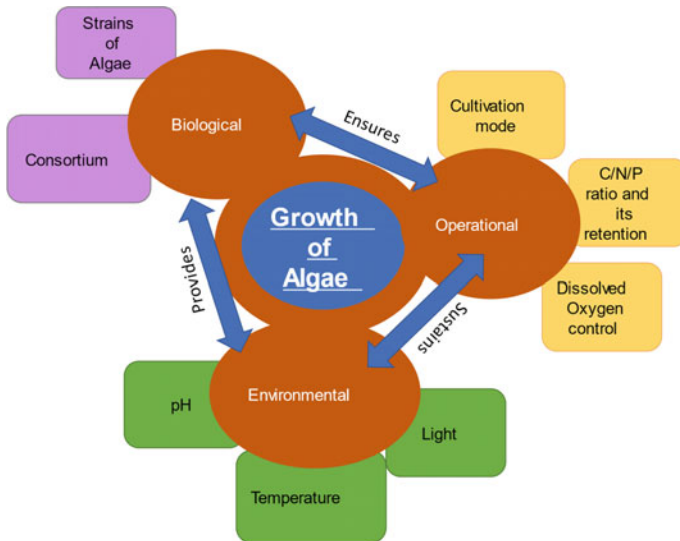 Strains
of
Algae
Biological
Consortium
Ensures
Cultivation
mode
C/N/P
ratio and
its
retention
Operational
Dissolved
Oxygen
control
Growth
of
Algae
Provides
Sustains
Environmental
pH
Light
Temperature